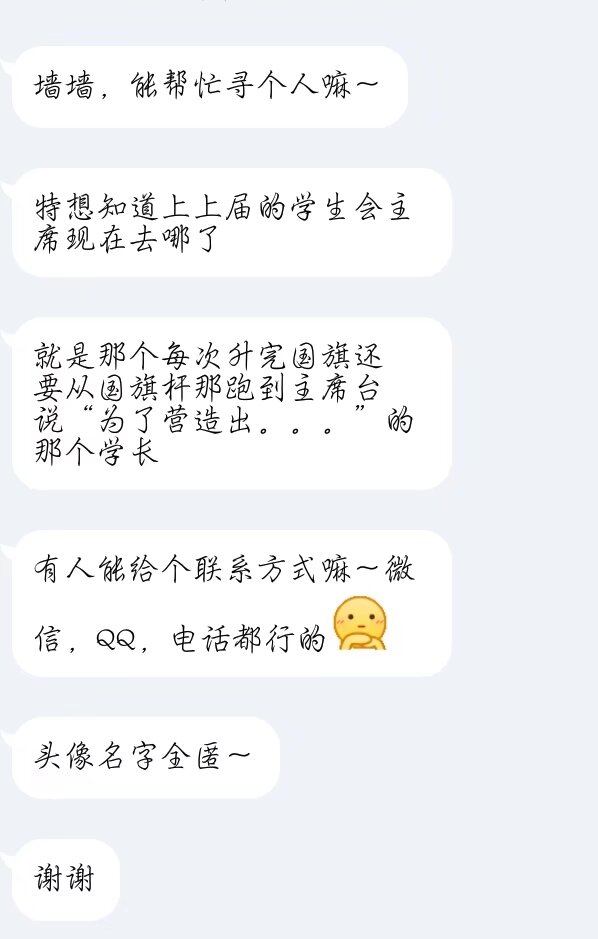 墙墙，能帮忙寻个人嘛～
特想知道上上届的学生会主
席现在去哪了
就是那个每次升完国旗还
要从国旗杆那跑到主席台
说“为了营造出。。。”的
那个学长
有人能给个联系方式嘛～微
信，QQ，电话都行的
头像名字全匿～
谢谢